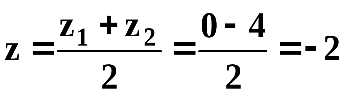 z = (z₁ + z₂)/2 = (0 - 4)/2 = -2